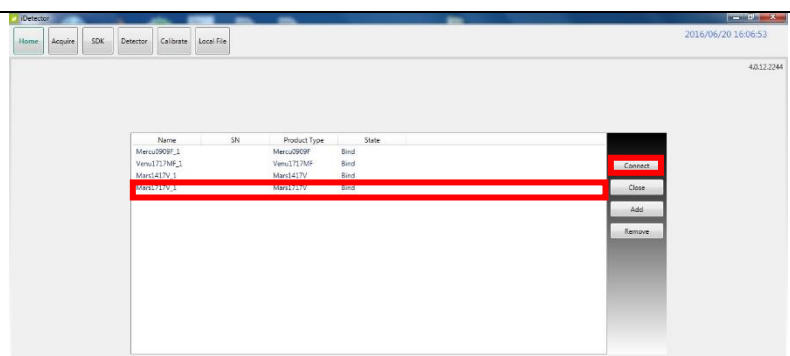 iDetector
Home Acquire SDK Detector Calibrate Local File
2016/06/20 16:06:53
4.0.12.2244
Name SN Product Type State
Mercu0909F_1 Mercu0909F Bind
Venu1717MF_1 Venu1717MF Bind
Mars1417V_1 Mars1417V Bind
Mars1717V_1 Mars1717V Bind
Connect
Close
Add
Remove